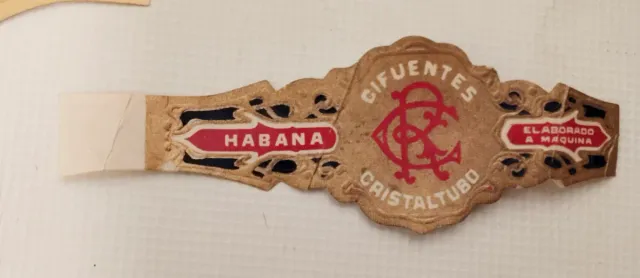 HABANA
CIFUENTES
CRISTALTUBO
ELABORADO
A MAQUINA